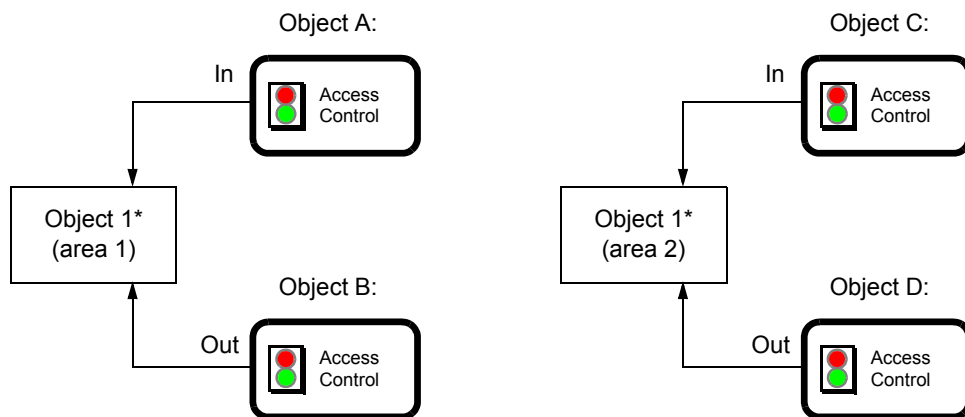 Object A:
In
Access
Control
Object 1*
(area 1)
Object B:
Out
Access
Control
Object C:
In
Access
Control
Object 1*
(area 2)
Object D:
Out
Access
Control